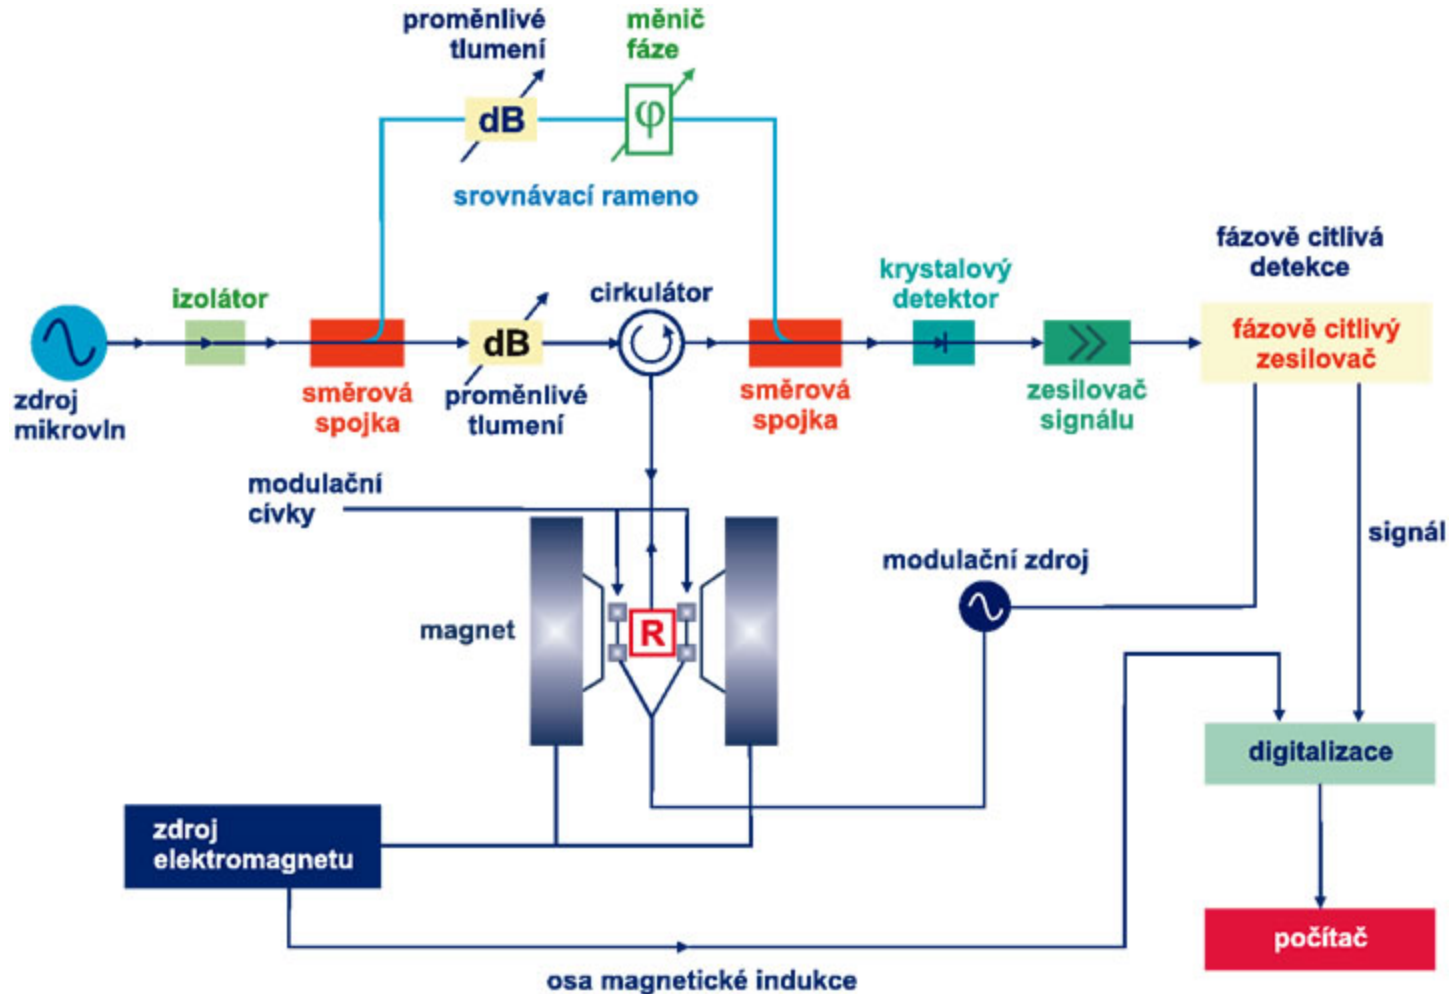 proměnlivé
tlumení
měnič
fáze
dB
φ
srovnávací rameno
fázově citlivá
detekce
krystalový
detektor
izolátor
cirkulátor
dB
fázově citlivý
zesilovač
zdroj
mikrovln
směrová
spojka
proměnlivé
tlumení
směrová
spojka
zesilovač
signálu
modulační
cívky
signál
modulační zdroj
magnet
R
digitalizace
zdroj
elektromagnetu
počítač
osa magnetické indukce